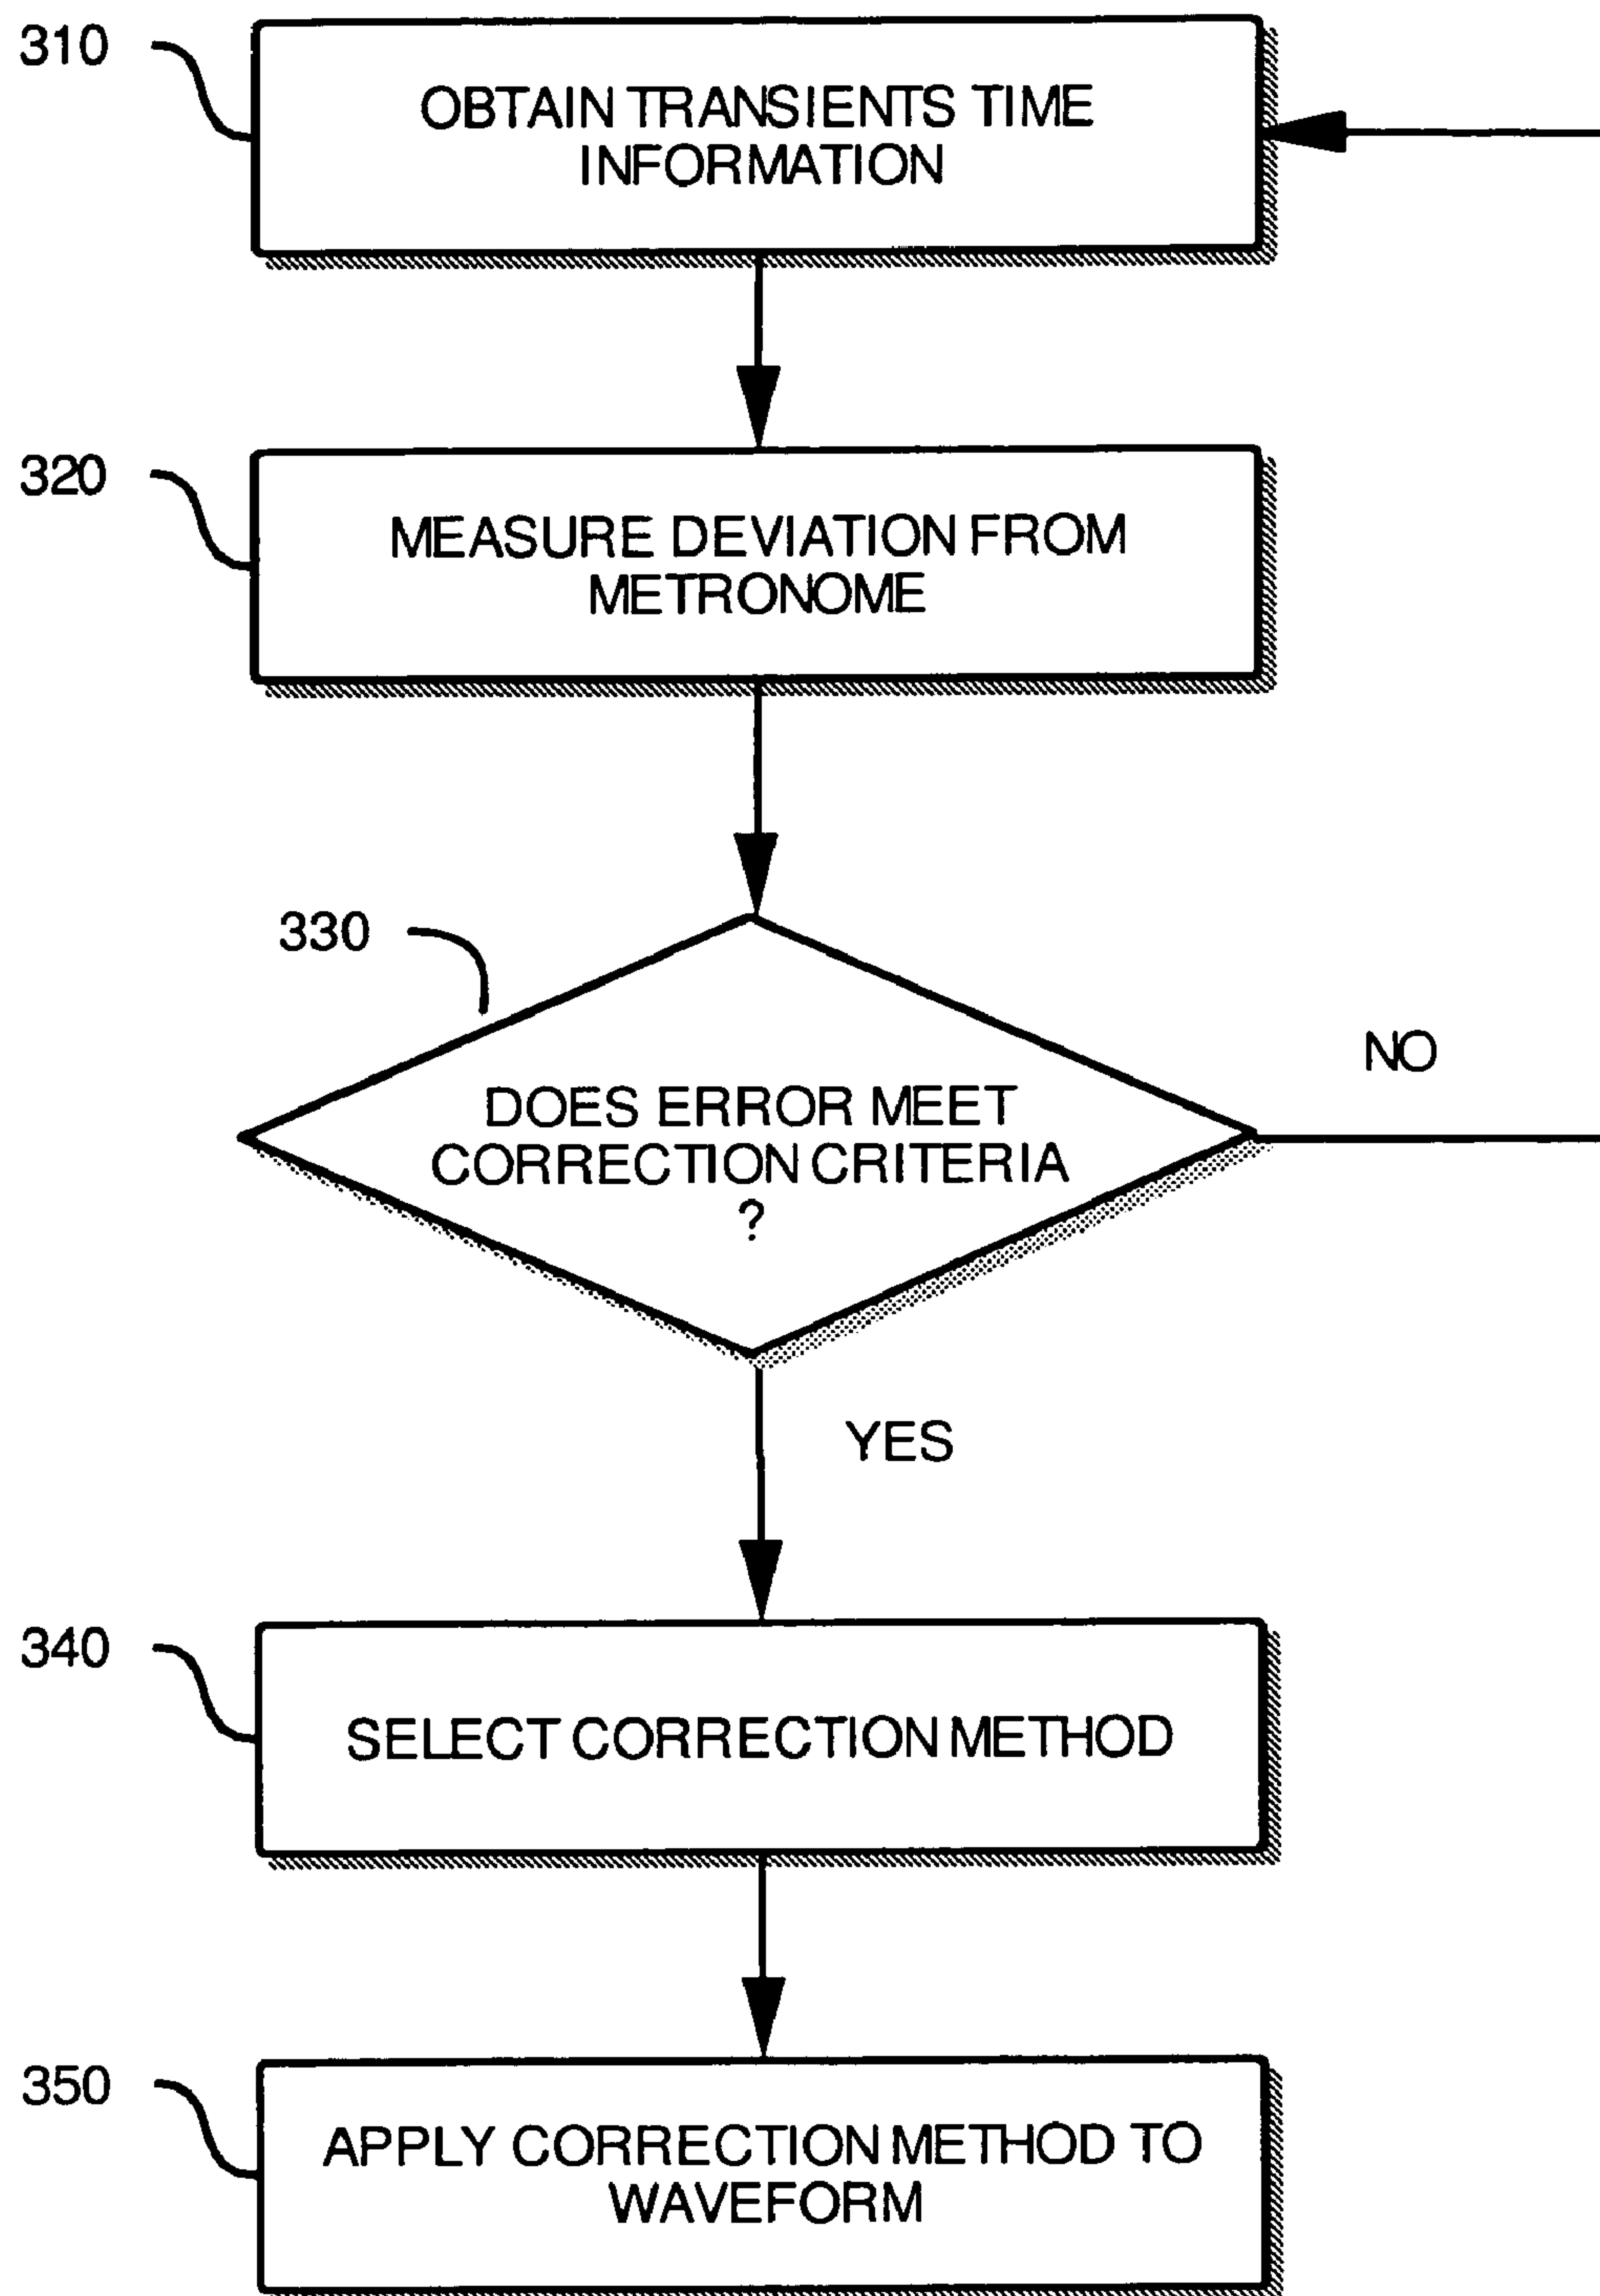 310
OBTAIN TRANSIENTS TIME
INFORMATION
320
MEASURE DEVIATION FROM
METRONOME
330
DOES ERROR MEET
CORRECTION CRITERIA
?
NO
YES
340
SELECT CORRECTION METHOD
350
APPLY CORRECTION METHOD TO
WAVEFORM